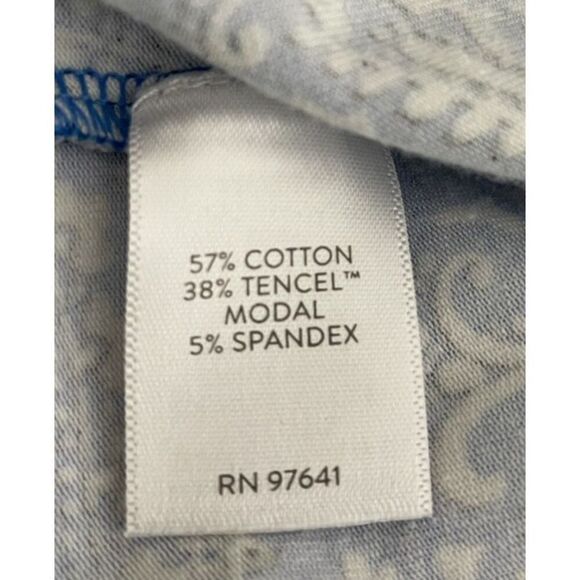 57% COTTON
38% TENCEL™
MODAL
5% SPANDEX
RN 97641